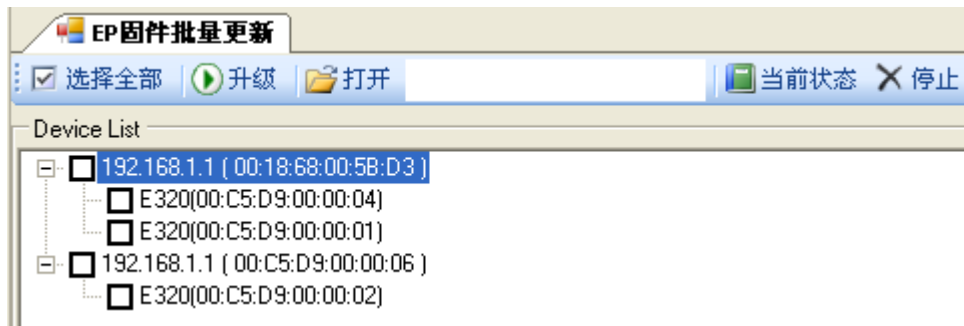 EP固件批量更新
选择全部 升级 打开 当前状态 停止
Device List
192.168.1.1 ( 00:18:68:00:5B:D3 )
E320(00:C5:D9:00:00:04)
E320(00:C5:D9:00:00:01)
192.168.1.1 ( 00:C5:D9:00:00:06 )
E320(00:C5:D9:00:00:02)